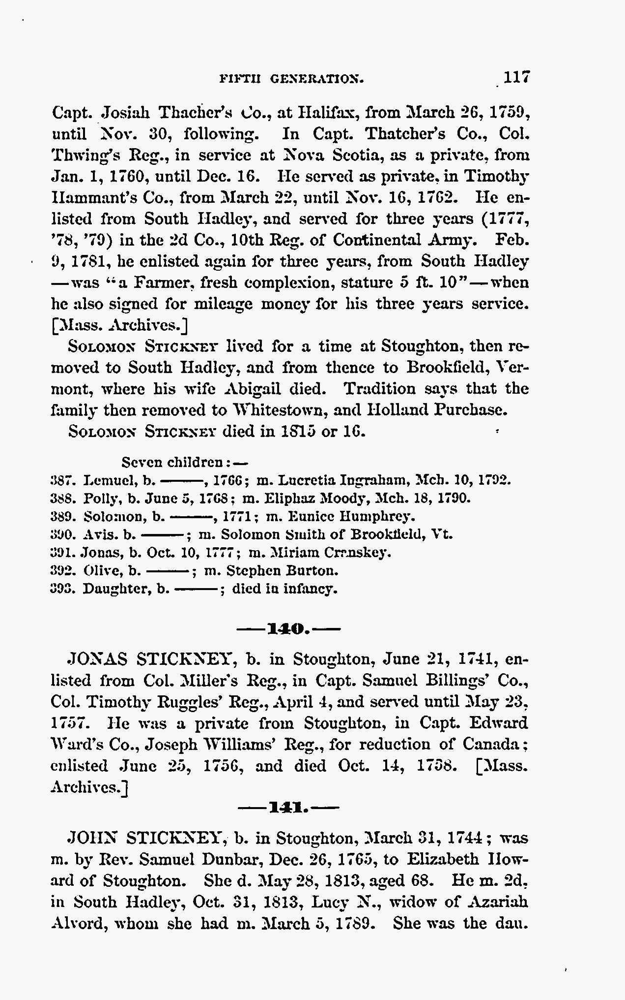 FIFTH GENERATION. 117
Capt. Josiah Thacher's Co., at Halifax, from March 26, 1759,
until Nov. 30, following. In Capt. Thatcher's Co., Col.
Thwing's Reg., in service at Nova Scotia, as a private, from
Jan. 1, 1760, until Dec. 16. He served as private, in Timothy
Hammant's Co., from March 22, until Nov. 16, 1762. He en-
listed from South Hadley, and served for three years (1777,
'78, '79) in the 2d Co., 10th Reg. of Continental Army. Feb.
9, 1781, he enlisted again for three years, from South Hadley
—was "a Farmer, fresh complexion, stature 5 ft. 10"—when
he also signed for mileage money for his three years service.
[Mass. Archives.]
SOLOMON STICKNEY lived for a time at Stoughton, then re-
moved to South Hadley, and from thence to Brookfield, Ver-
mont, where his wife Abigail died. Tradition says that the
family then removed to Whitestown, and Holland Purchase.
SOLOMON STICKNEY died in 1815 or 16.
Seven children:—
387. Lemuel, b. ———, 1766; m. Lucretia Ingraham, Mch. 10, 1792.
388. Polly, b. June 5, 1768; m. Eliphaz Moody, Mch. 18, 1790.
389. Solomon, b. ———, 1771; m. Eunice Humphrey.
390. Avis. b. ———; m. Solomon Smith of Brookfield, Vt.
391. Jonas, b. Oct. 10, 1777; m. Miriam Cranskey.
392. Olive, b. ———; m. Stephen Burton.
393. Daughter, b. ———; died in infancy.
—140.—
JONAS STICKNEY, b. in Stoughton, June 21, 1741, en-
listed from Col. Miller's Reg., in Capt. Samuel Billings' Co.,
Col. Timothy Ruggles' Reg., April 4, and served until May 23,
1757. He was a private from Stoughton, in Capt. Edward
Ward's Co., Joseph Williams' Reg., for reduction of Canada;
enlisted June 25, 1756, and died Oct. 14, 1758. [Mass.
Archives.]
—141.—
JOHN STICKNEY, b. in Stoughton, March 31, 1744; was
m. by Rev. Samuel Dunbar, Dec. 26, 1765, to Elizabeth How-
ard of Stoughton. She d. May 28, 1813, aged 68. He m. 2d,
in South Hadley, Oct. 31, 1813, Lucy N., widow of Azariah
Alvord, whom she had m. March 5, 1789. She was the dau.